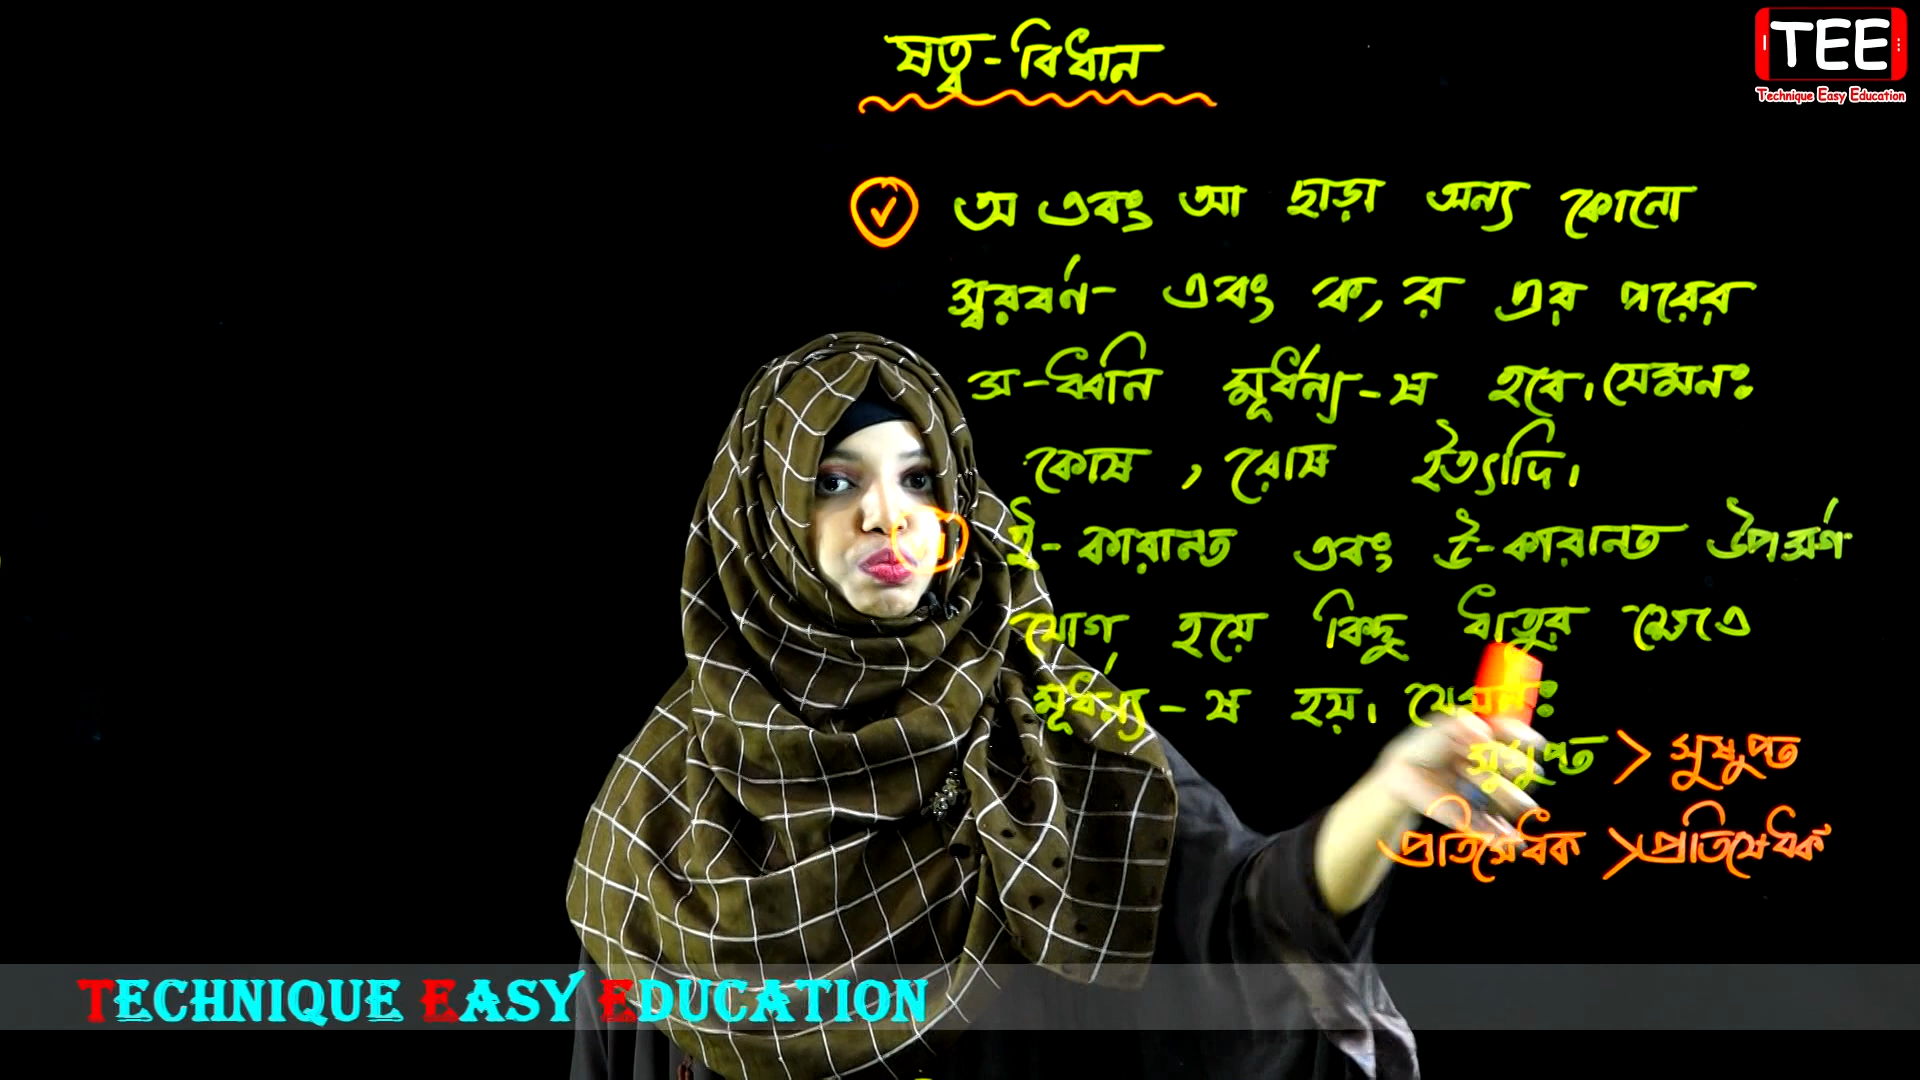 ষত্ব-বিধান
TEE
Technique Easy Education
অ এবং আ ছাড়া অন্য কোনো
স্বরবর্ণ- এবং ক, র এর পরের
স-ধ্বনি মূর্ধন্য-ষ হবে। যেমনঃ
কোষ , রোষ ইত্যাদি।
ই-কারান্ত এবং উ-কারান্ত উপসর্গ
যোগ হয়ে কিছু ধাতুর ক্ষেত্রে
মূর্ধন্য-ষ হয়। যেমনঃ
সুসুপ্ত > সুষুপ্ত
প্রতিসেধক > প্রতিষেধক
TECHNIQUE EASY EDUCATION